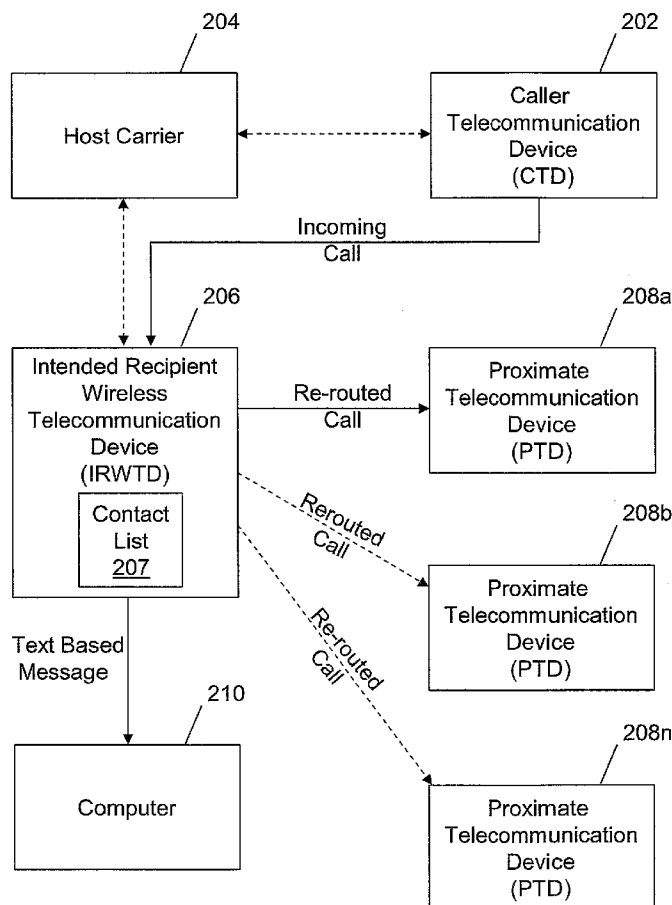 204
202
Host Carrier
Caller
Telecommunication
Device
(CTD)
Incoming
Call
206
208a
Intended Recipient
Wireless
Telecommunication
Device
(IRWTD)
Contact
List
207
Re-routed
Call
Proximate
Telecommunication
Device
(PTD)
Rerouted
Call
208b
Proximate
Telecommunication
Device
(PTD)
Re-routed
Call
Text Based
Message
210
208n
Computer
Proximate
Telecommunication
Device
(PTD)